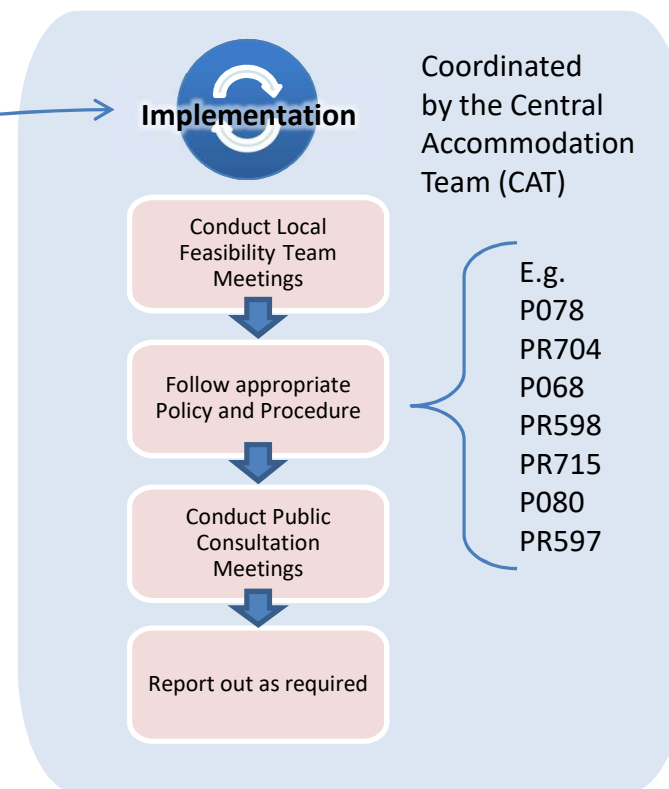 Implementation
Coordinated
by the Central
Accommodation
Team (CAT)
Conduct Local
Feasibility Team
Meetings
Follow appropriate
Policy and Procedure
E.g.
P078
PR704
P068
PR598
PR715
P080
PR597
Conduct Public
Consultation
Meetings
Report out as required